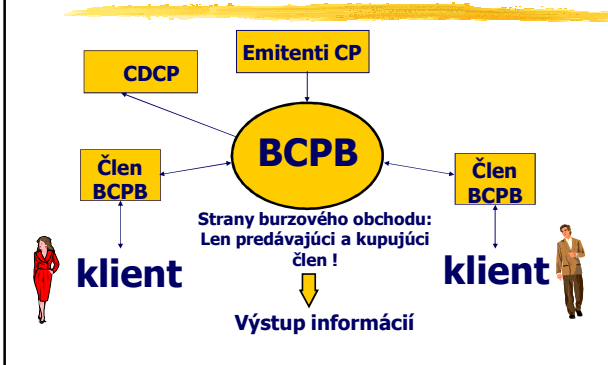 Emitenti CP
CDCP
BCPB
Člen
BCPB
Člen
BCPB
Strany burzového obchodu:
Len predávajúci a kupujúci
člen !
klient
klient
Výstup informácií